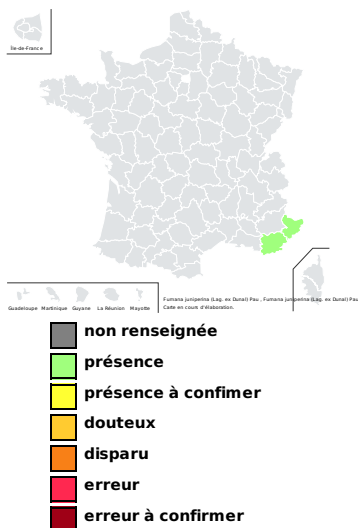 Île-de-France
Guadeloupe Martinique Guyane La Réunion Mayotte
Fumana juniperina (Lag. ex Dunal) Pau , Fumana juniperina (Lag. ex Dunal) Pau
Carte en cours d'élaboration.
non renseignée
présence
présence à confimer
douteux
disparu
erreur
erreur à confirmer